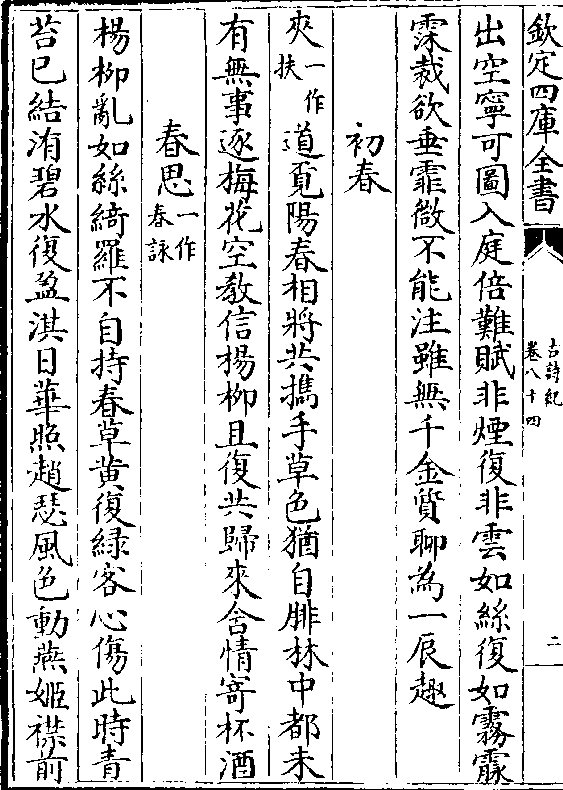 欽定四庫全書
古詩紀
卷八十四
二
出空寧可圖入庭倍難賦非煙復非雲如絲復如霧霢
霂裁欲垂霏微不能注雖無千金質聊為一辰趣
初春
夾一作扶道覓陽春相將共攜手草色猶自腓林中都未
有無事逐梅花空敎信楊柳且復共歸來含情寄杯酒
春思一作春詠
楊柳亂如絲綺羅不自持春草黄復緑客心傷此時青
苔已結洧碧水復盈淇日華照趙瑟風色動燕姬襟前